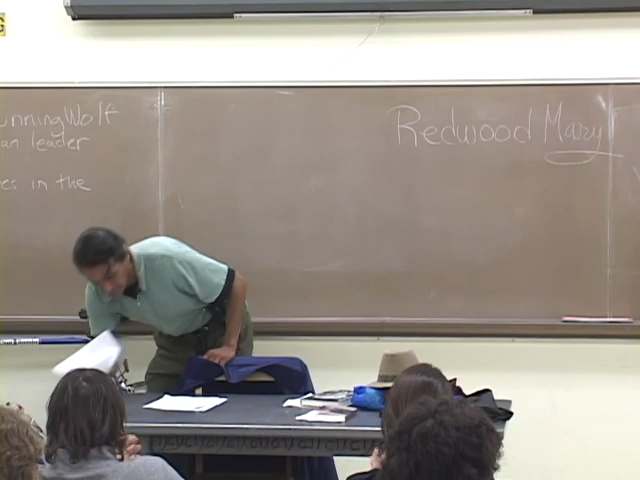 unningWolf
an leader
es in the
Redwood Mary